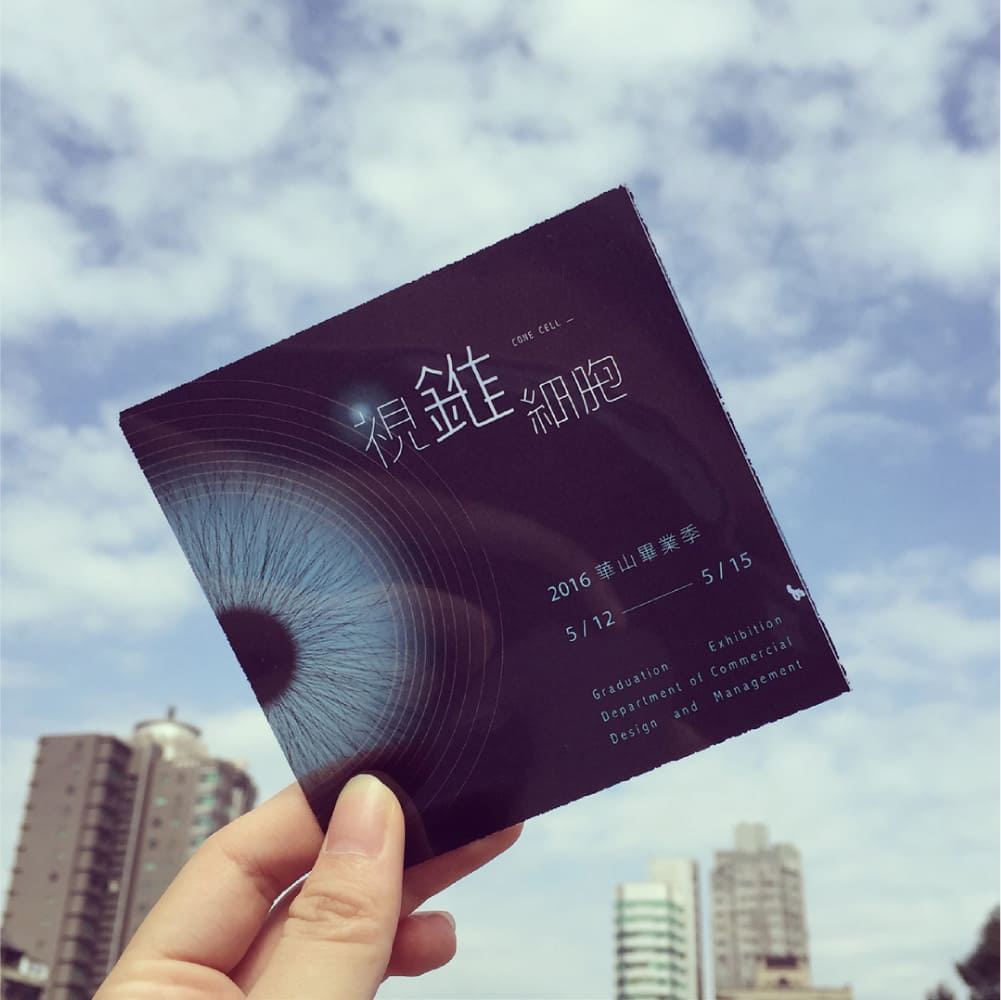 CONE CELL –
視錐細胞
2016 華山畢業季
5/12 —— 5/15
Graduation Exhibition
Department of Commercial
Design and Management